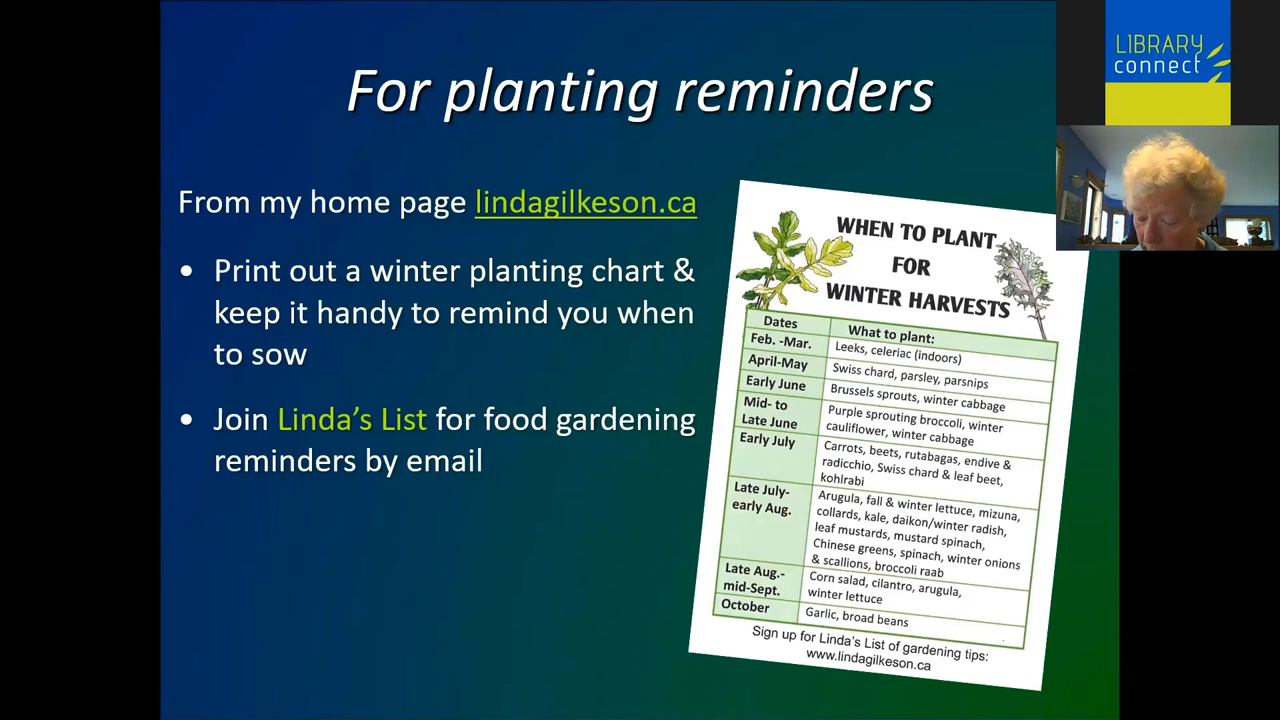 For planting reminders
LIBRARY
connect
From my home page lindagilkeson.ca
• Print out a winter planting chart &
keep it handy to remind you when
to sow
• Join Linda's List for food gardening
reminders by email
WHEN TO PLANT
FOR
WINTER HARVESTS
Dates What to plant:
Feb. -Mar. Leeks, celeriac (indoors)
April-May Swiss chard, parsley, parsnips
Early June Brussels sprouts, winter cabbage
Mid- to Purple sprouting broccoli, winter
Late June cauliflower, winter cabbage
Early July Carrots, beets, rutabagas, endive &
radicchio, Swiss chard & leaf beet,
kohlrabi
Late July- Arugula, fall & winter lettuce, mizuna,
early Aug. collards, kale, daikon/winter radish,
leaf mustards, mustard spinach,
Chinese greens, spinach, winter onions
& scallions, broccoli raab
Late Aug.- Corn salad, cilantro, arugula,
mid-Sept. winter lettuce
October Garlic, broad beans
Sign up for Linda's List of gardening tips:
www.lindagilkeson.ca